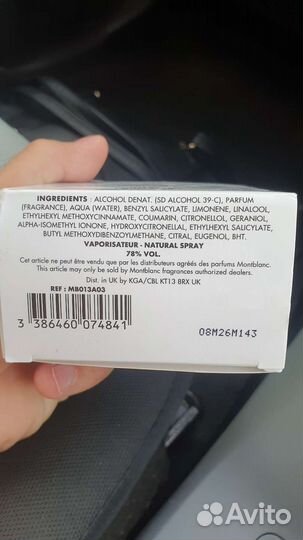 INGREDIENTS : ALCOHOL DENAT. (SD ALCOHOL 39-C), PARFUM
(FRAGRANCE), AQUA (WATER), BENZYL SALICYLATE, LIMONENE, LINALOOL,
ETHYLHEXYL METHOXYCINNAMATE, COUMARIN, CITRONELLOL, GERANIOL,
ALPHA-ISOMETHYL IONONE, HYDROXYCITRONELLAL, ETHYLHEXYL SALICYLATE,
BUTYL METHOXYDIBENZOYLMETHANE, CITRAL, EUGENOL, BHT.
VAPORISATEUR - NATURAL SPRAY
78% VOL.
Cet article ne peut être vendu que par les distributeurs agréés des parfums Montblanc.
This article may only be sold by Montblanc fragrances authorized dealers.
Dist. in UK by KGA/CBL KT13 8RX UK
REF : MB013A03
3 386460 074841
08M26M143
Avito